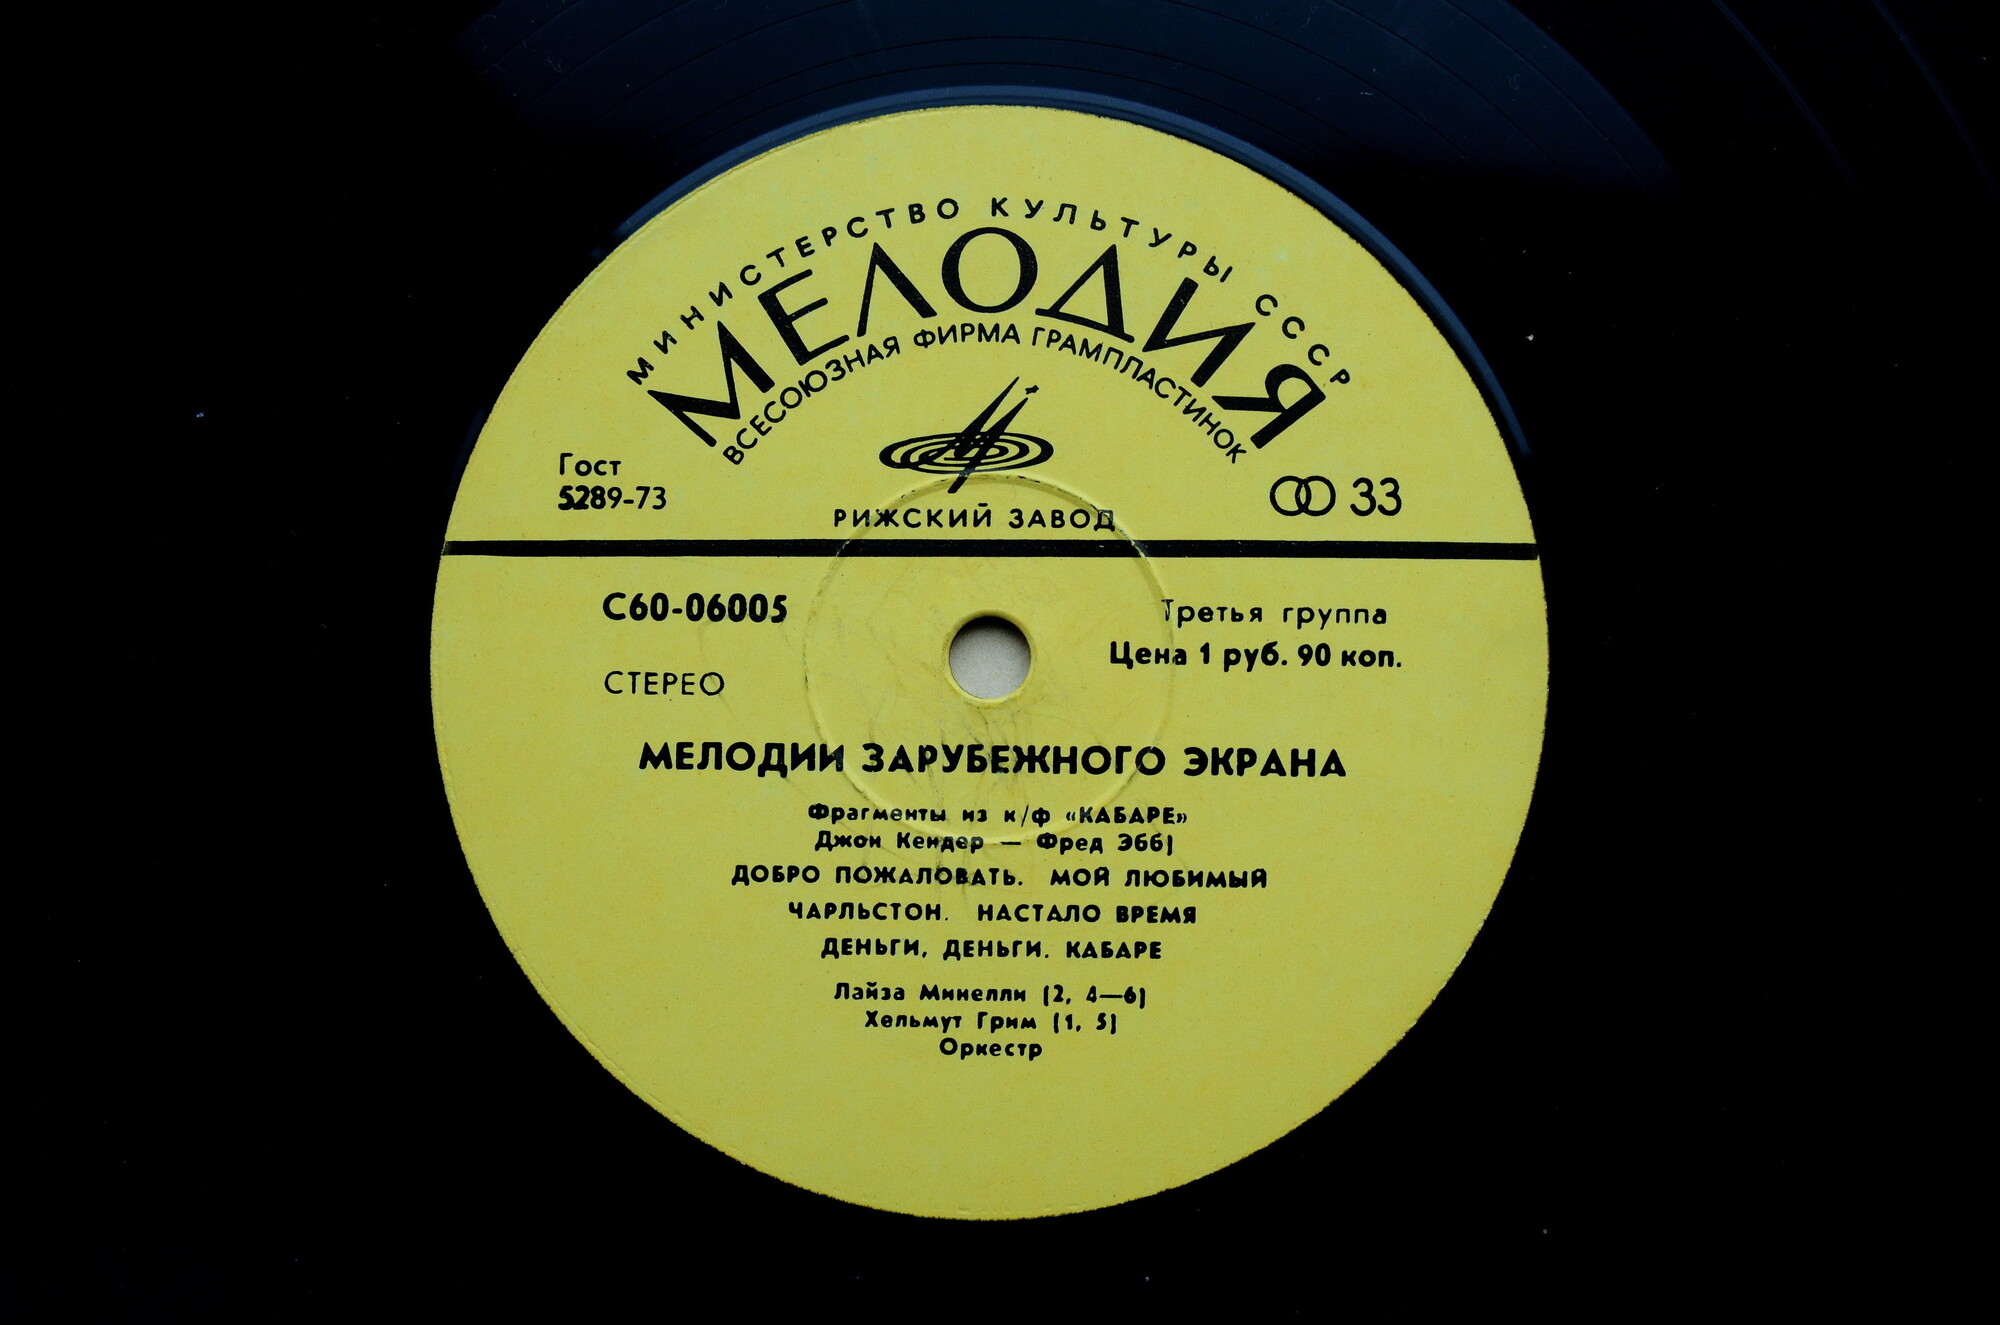 МИНИСТЕРСТВО КУЛЬТУРЫ СССР
МЕЛОДИЯ
ВСЕСОЮЗНАЯ ФИРМА ГРАМПЛАСТИНОК
Гост
5289-73
33
РИЖСКИЙ ЗАВОД
С60-06005
Третья группа
Цена 1 руб. 90 коп.
СТЕРЕО
МЕЛОДИИ ЗАРУБЕЖНОГО ЭКРАНА
Фрагменты из к/ф «КАБАРЕ»
Джон Кендер — Фред Эбб)
ДОБРО ПОЖАЛОВАТЬ. МОЙ ЛЮБИМЫЙ
ЧАРЛЬСТОН. НАСТАЛО ВРЕМЯ
ДЕНЬГИ, ДЕНЬГИ. КАБАРЕ
Лайза Минелли (2, 4—6)
Хельмут Грим (1, 5)
Оркестр